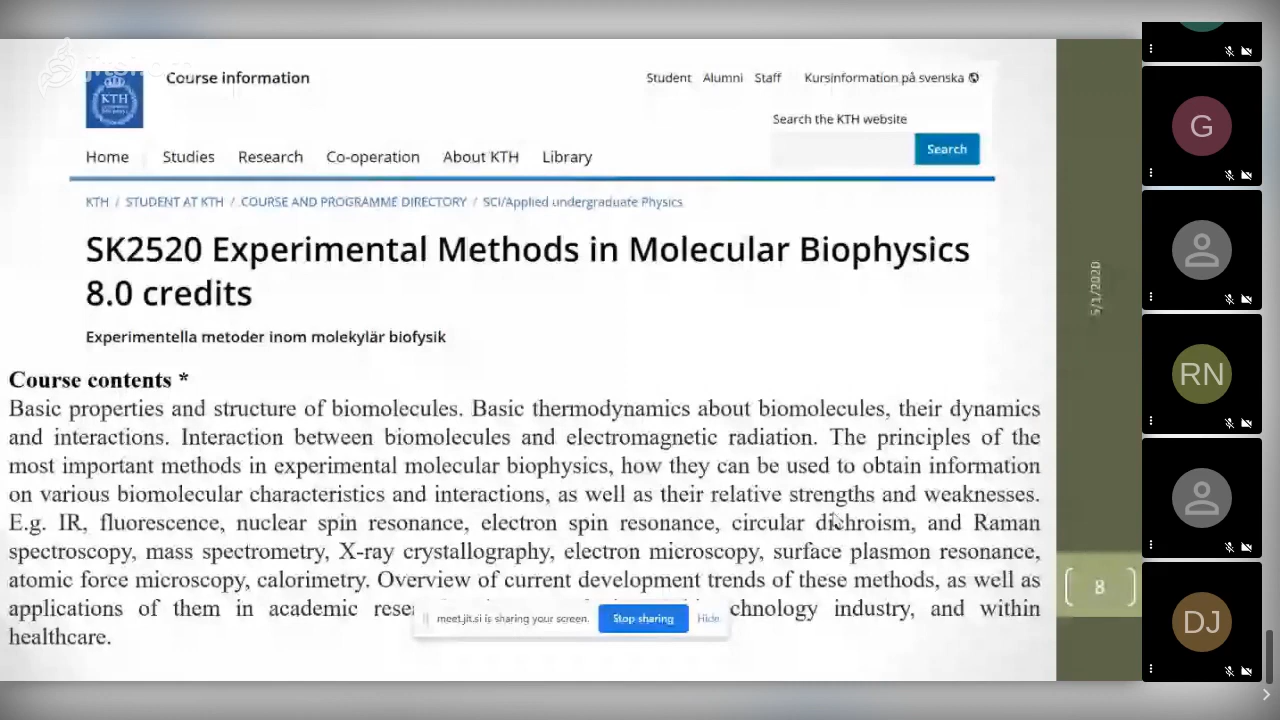 Course information
Student Alumni Staff Kursinformation på svenska
KTH
Search the KTH website
Search
Home Studies Research Co-operation About KTH Library
KTH / STUDENT AT KTH / COURSE AND PROGRAMME DIRECTORY / SCI/Applied undergraduate Physics
SK2520 Experimental Methods in Molecular Biophysics
8.0 credits
Experimentella metoder inom molekylär biofysik
Course contents *
Basic properties and structure of biomolecules. Basic thermodynamics about biomolecules, their dynamics
and interactions. Interaction between biomolecules and electromagnetic radiation. The principles of the
most important methods in experimental molecular biophysics, how they can be used to obtain information
on various biomolecular characteristics and interactions, as well as their relative strengths and weaknesses.
E.g. IR, fluorescence, nuclear spin resonance, electron spin resonance, circular dichroism, and Raman
spectroscopy, mass spectrometry, X-ray crystallography, electron microscopy, surface plasmon resonance,
atomic force microscopy, calorimetry. Overview of current development trends of these methods, as well as
applications of them in academic industry, and within
healthcare.
meet.jit.si is sharing your screen. Stop sharing Hide
5/1/2020
8
G
RN
DJ